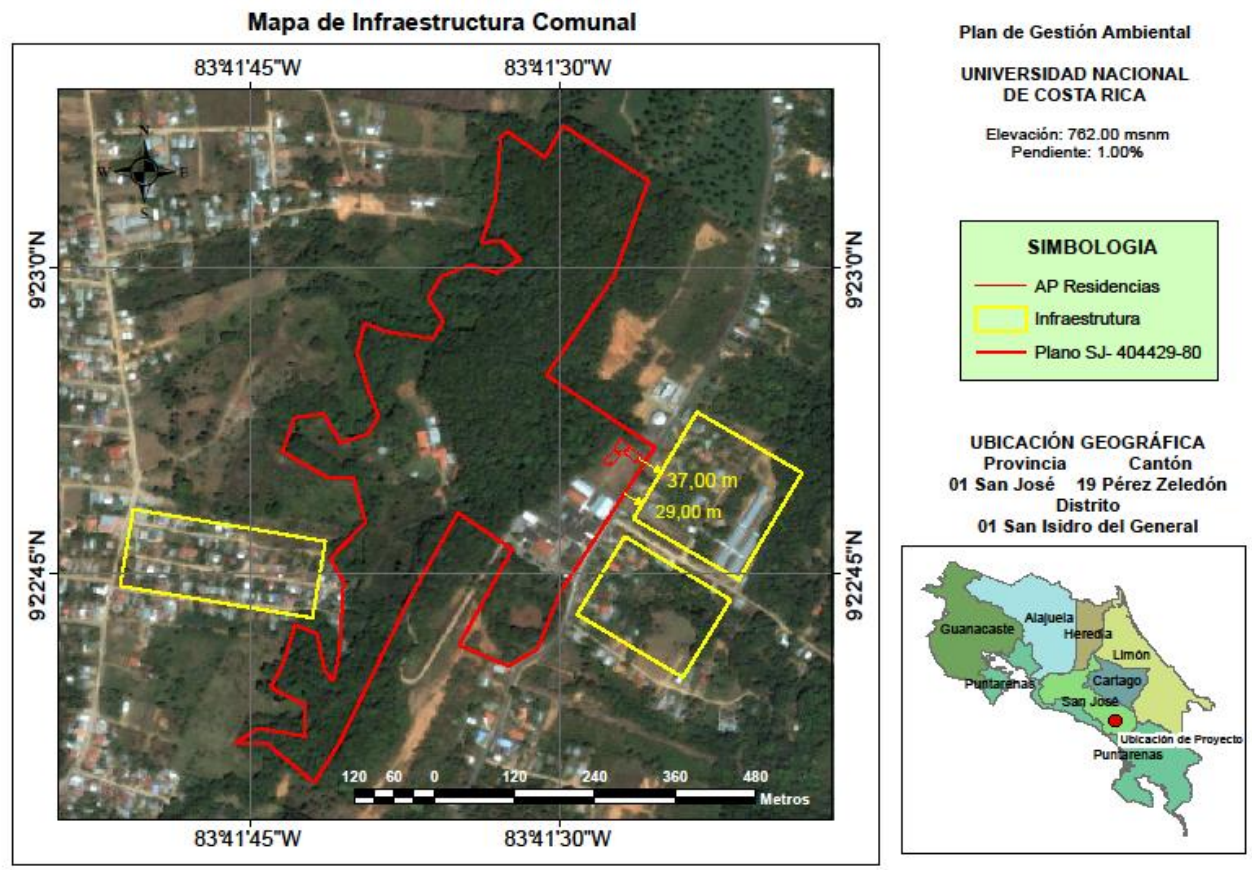 Mapa de Infraestructura Comunal
83°41'45"W 83°41'30"W
N
W E
S
9°23'0"N 9°23'0"N
37,00 m
29,00 m
9°22'45"N 9°22'45"N
120 60 0 120 240 360 480
Metros
83°41'45"W 83°41'30"W
Plan de Gestión Ambiental
UNIVERSIDAD NACIONAL
DE COSTA RICA
Elevación: 762.00 msnm
Pendiente: 1.00%
SIMBOLOGIA
AP Residencias
Infraestrutura
Plano SJ- 404429-80
UBICACIÓN GEOGRÁFICA
Provincia Cantón
01 San José 19 Pérez Zeledón
Distrito
01 San Isidro del General
Guanacaste
Alajuela
Heredia
Limón
Cartago
Puntarenas
San José
Ubicación de Proyecto
Puntarenas